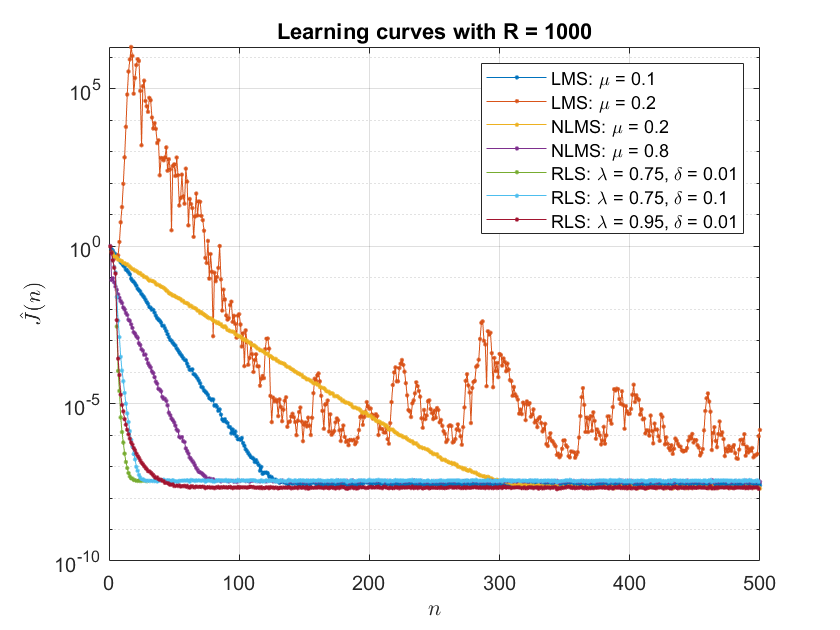 Learning curves with R = 1000
LMS: μ = 0.1
LMS: μ = 0.2
NLMS: μ = 0.2
NLMS: μ = 0.8
RLS: λ = 0.75, δ = 0.01
RLS: λ = 0.75, δ = 0.1
RLS: λ = 0.95, δ = 0.01
10^5
10^0
10^-5
10^-10
Ĵ(n)
0 100 200 300 400 500
n